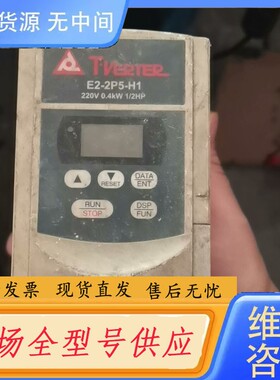 货源 无中间
T-VERTER
E2-2P5-H1
220V 0.4kW 1/2HP
RESET
DATA
ENT
RUN
STOP
DSP
FUN
发票 现货直发 售后无忧
场全型号供应
维
咨